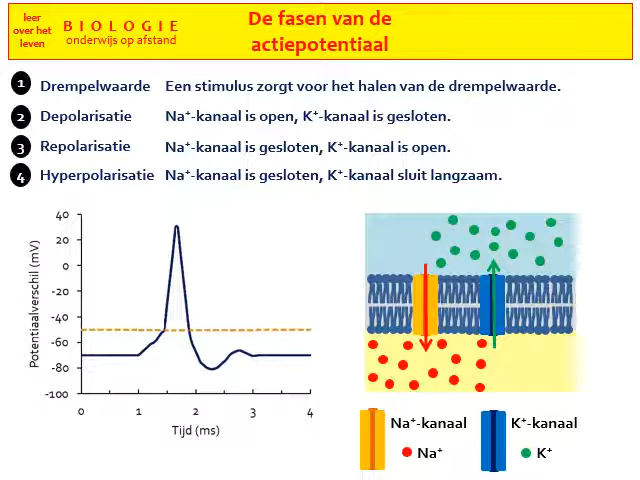 leer
over het
leven
B I O L O G I E
onderwijs op afstand
De fasen van de
actiepotentiaal
1 Drempelwaarde Een stimulus zorgt voor het halen van de drempelwaarde.
2 Depolarisatie Na⁺-kanaal is open, K⁺-kanaal is gesloten.
3 Repolarisatie Na⁺-kanaal is gesloten, K⁺-kanaal is open.
4 Hyperpolarisatie Na⁺-kanaal is gesloten, K⁺-kanaal sluit langzaam.
Potentiaalverschil (mV)
40
20
0
-20
-40
-60
-80
-100
0 1 2 3 4
Tijd (ms)
Na⁺-kanaal K⁺-kanaal
Na⁺ K⁺